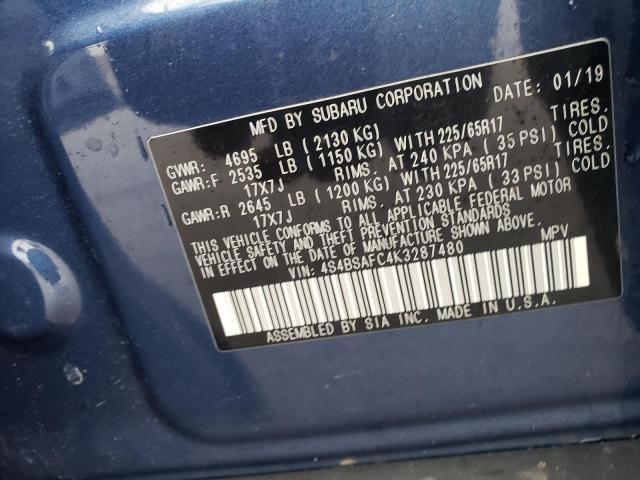 MFD BY SUBARU CORPORATION DATE: 01/19
GVWR: 4695 LB (2130 KG)
GAWR:F 2535 LB (1150 KG) WITH 225/65R17 TIRES,
17X7J RIMS, AT 240 KPA (35 PSI) COLD
GAWR:R 2645 LB (1200 KG) WITH 225/65R17 TIRES,
17X7J RIMS, AT 230 KPA (33 PSI) COLD
THIS VEHICLE CONFORMS TO ALL APPLICABLE FEDERAL MOTOR
VEHICLE SAFETY AND THEFT PREVENTION STANDARDS
IN EFFECT ON THE DATE OF MANUFACTURE SHOWN ABOVE.
VIN: 4S4BSAFC4K3287480 MPV
ASSEMBLED BY SIA INC. MADE IN U.S.A.